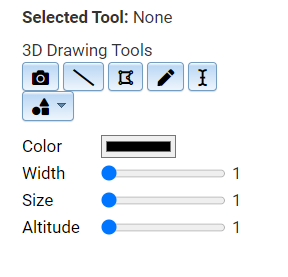 Selected Tool: None
3D Drawing Tools
Color
Width 1
Size 1
Altitude 1